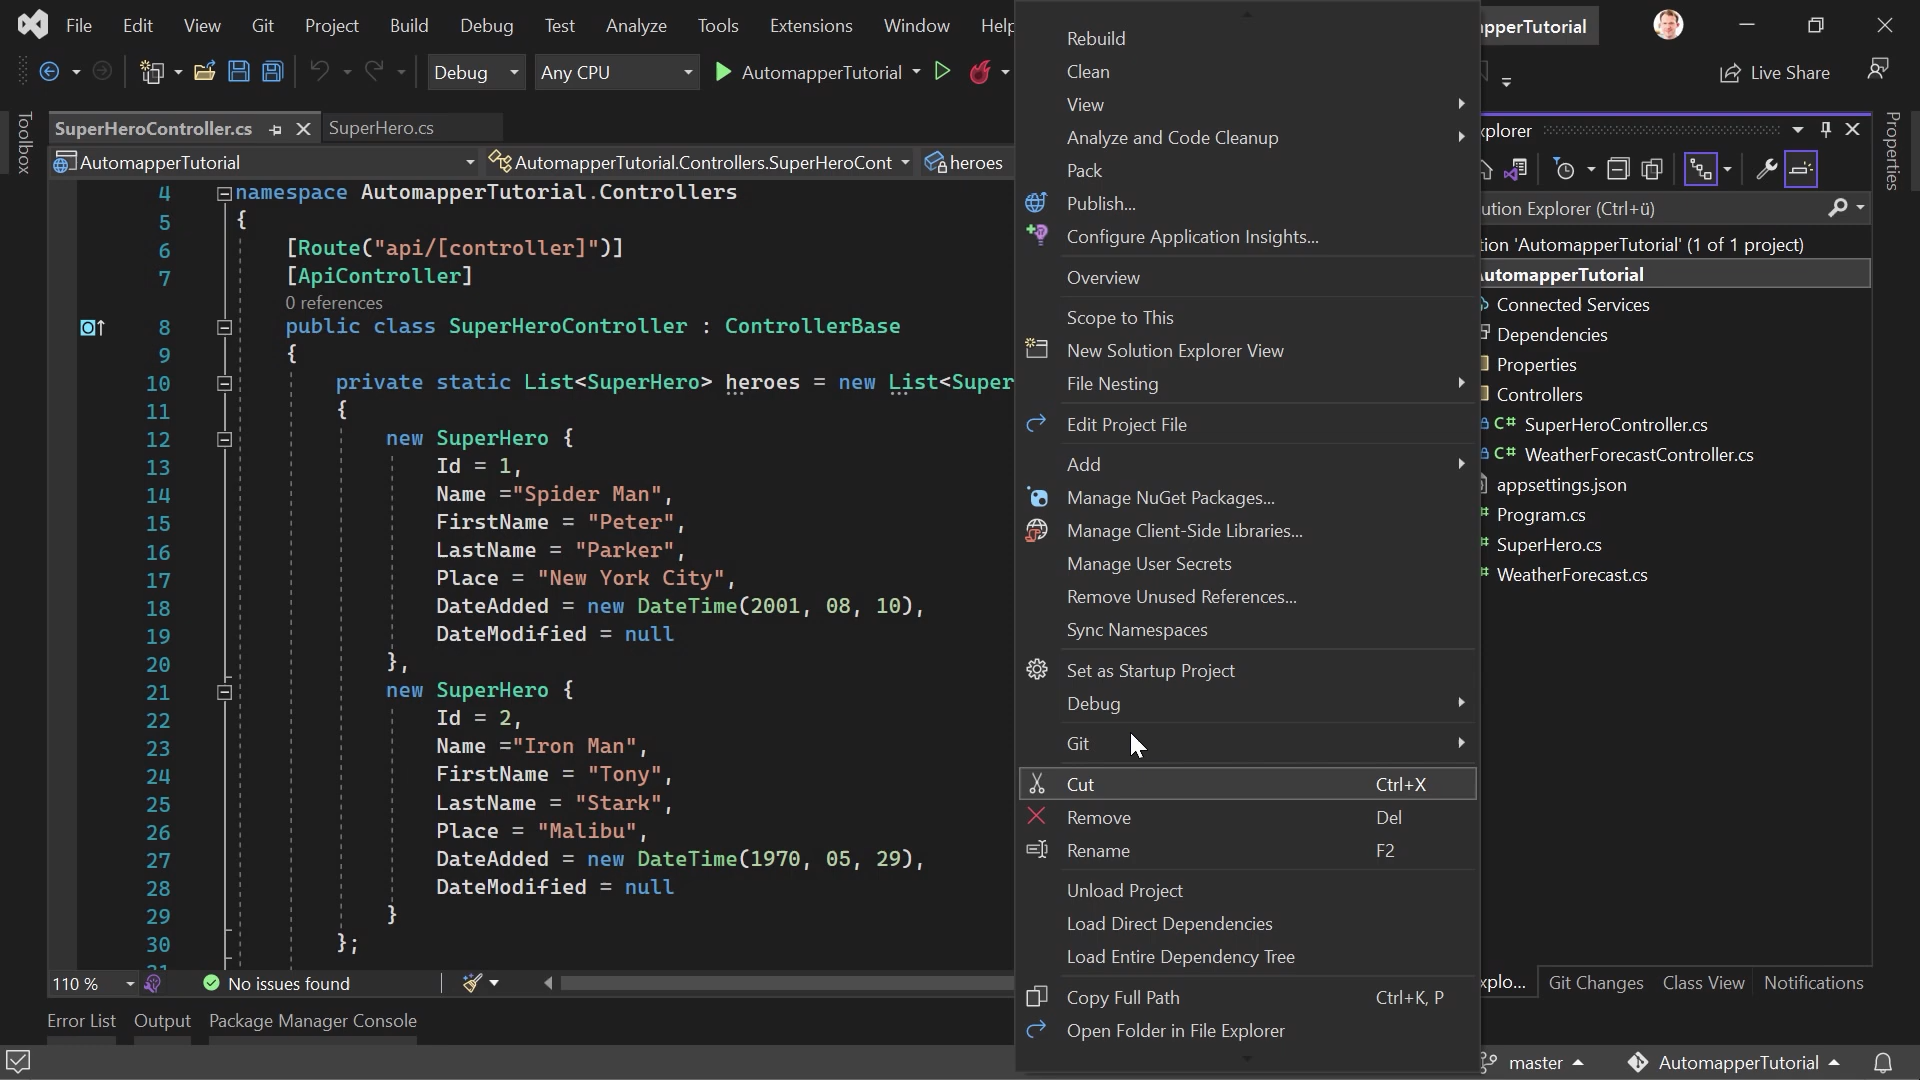 File Edit View Git Project Build Debug Test Analyze Tools Extensions Window Help
pperTutorial
Debug Any CPU AutomapperTutorial
Live Share
Toolbox
SuperHeroController.cs SuperHero.cs
AutomapperTutorial AutomapperTutorial.Controllers.SuperHeroCont heroes
4 namespace AutomapperTutorial.Controllers
5 {
6 [Route("api/[controller]")]
7 [ApiController]
0 references
8 public class SuperHeroController : ControllerBase
9 {
10 private static List<SuperHero> heroes = new List<Super
11 {
12 new SuperHero {
13 Id = 1,
14 Name ="Spider Man",
15 FirstName = "Peter",
16 LastName = "Parker",
17 Place = "New York City",
18 DateAdded = new DateTime(2001, 08, 10),
19 DateModified = null
20 },
21 new SuperHero {
22 Id = 2,
23 Name ="Iron Man",
24 FirstName = "Tony",
25 LastName = "Stark",
26 Place = "Malibu",
27 DateAdded = new DateTime(1970, 05, 29),
28 DateModified = null
29 }
30 };
110 % No issues found
Error List Output Package Manager Console
Rebuild
Clean
View
Analyze and Code Cleanup
Pack
Publish...
Configure Application Insights...
Overview
Scope to This
New Solution Explorer View
File Nesting
Edit Project File
Add
Manage NuGet Packages...
Manage Client-Side Libraries...
Manage User Secrets
Remove Unused References...
Sync Namespaces
Set as Startup Project
Debug
Git
Cut Ctrl+X
Remove Del
Rename F2
Unload Project
Load Direct Dependencies
Load Entire Dependency Tree
Copy Full Path Ctrl+K, P
Open Folder in File Explorer
xplorer
ution Explorer (Ctrl+ü)
tion 'AutomapperTutorial' (1 of 1 project)
utomapperTutorial
Connected Services
Dependencies
Properties
Controllers
C# SuperHeroController.cs
C# WeatherForecastController.cs
appsettings.json
Program.cs
SuperHero.cs
WeatherForecast.cs
Properties
xplo... Git Changes Class View Notifications
master AutomapperTutorial